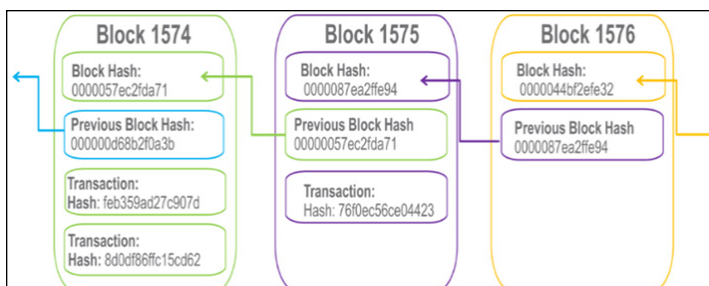 Block 1574
Block Hash:
0000057ec2fda71
Previous Block Hash:
000000d68b2f0a3b
Transaction:
Hash: feb359ad27c907d
Transaction:
Hash: 8d0df86ffc15cd62
Block 1575
Block Hash:
0000087ea2ffe94
Previous Block Hash
00000057ec2fda71
Transaction:
Hash: 76f0ec56ce04423
Block 1576
Block Hash:
0000044bf2efe32
Previous Block Hash
0000087ea2ffe94